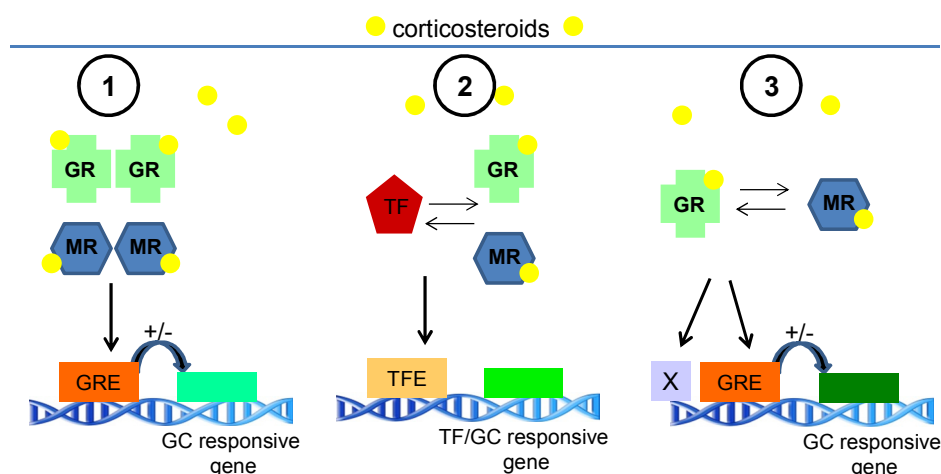 corticosteroids
1
GR GR
MR MR
+/-
GRE
GC responsive
gene
2
GR
TF
MR
TFE
TF/GC responsive
gene
3
GR
MR
+/-
X
GRE
GC responsive
gene